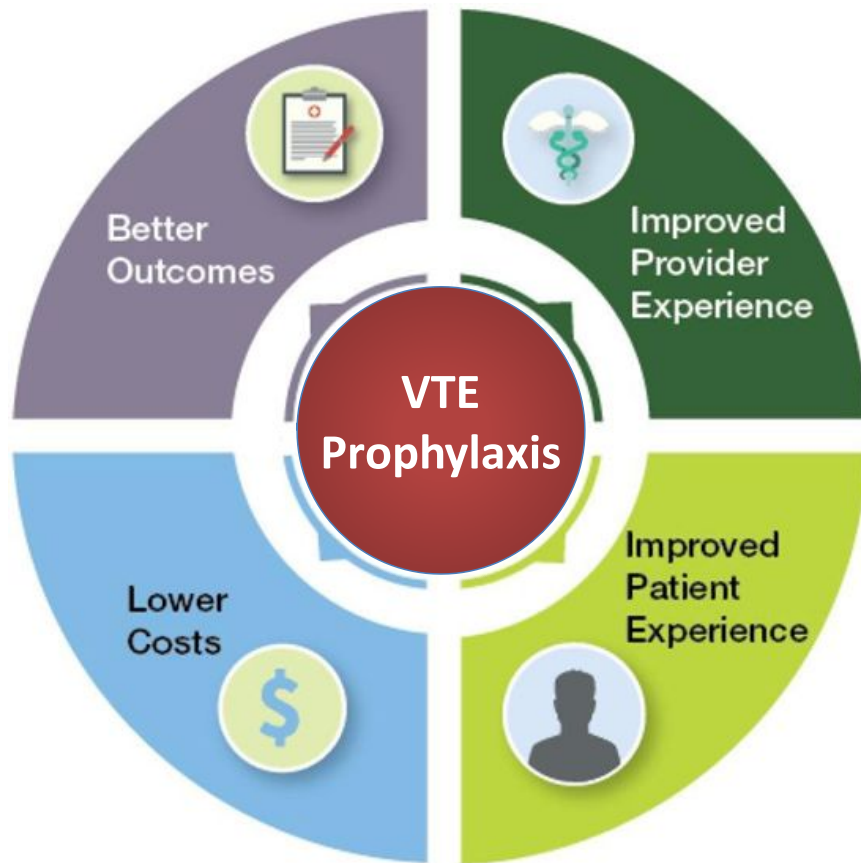 Better
Outcomes
Improved
Provider
Experience
VTE
Prophylaxis
Lower
Costs
$
Improved
Patient
Experience